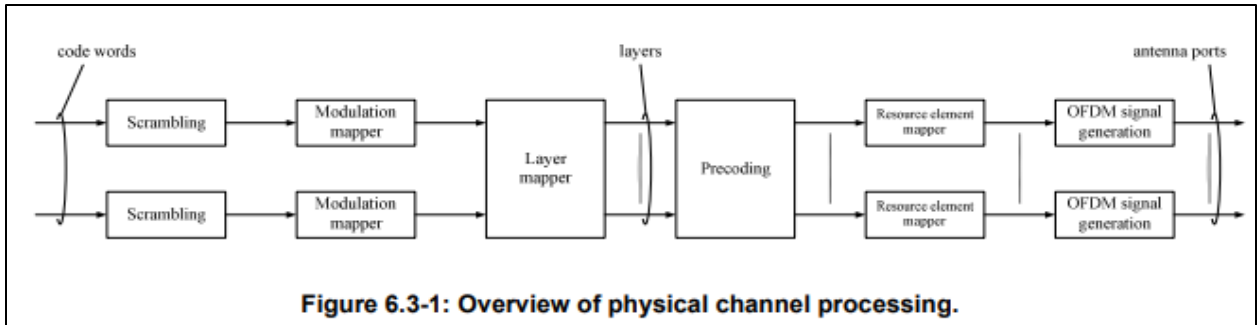 code words
layers
antenna ports
Scrambling
Modulation
mapper
Layer
mapper
Precoding
Resource element
mapper
OFDM signal
generation
Scrambling
Modulation
mapper
Resource element
mapper
OFDM signal
generation
Figure 6.3-1: Overview of physical channel processing.